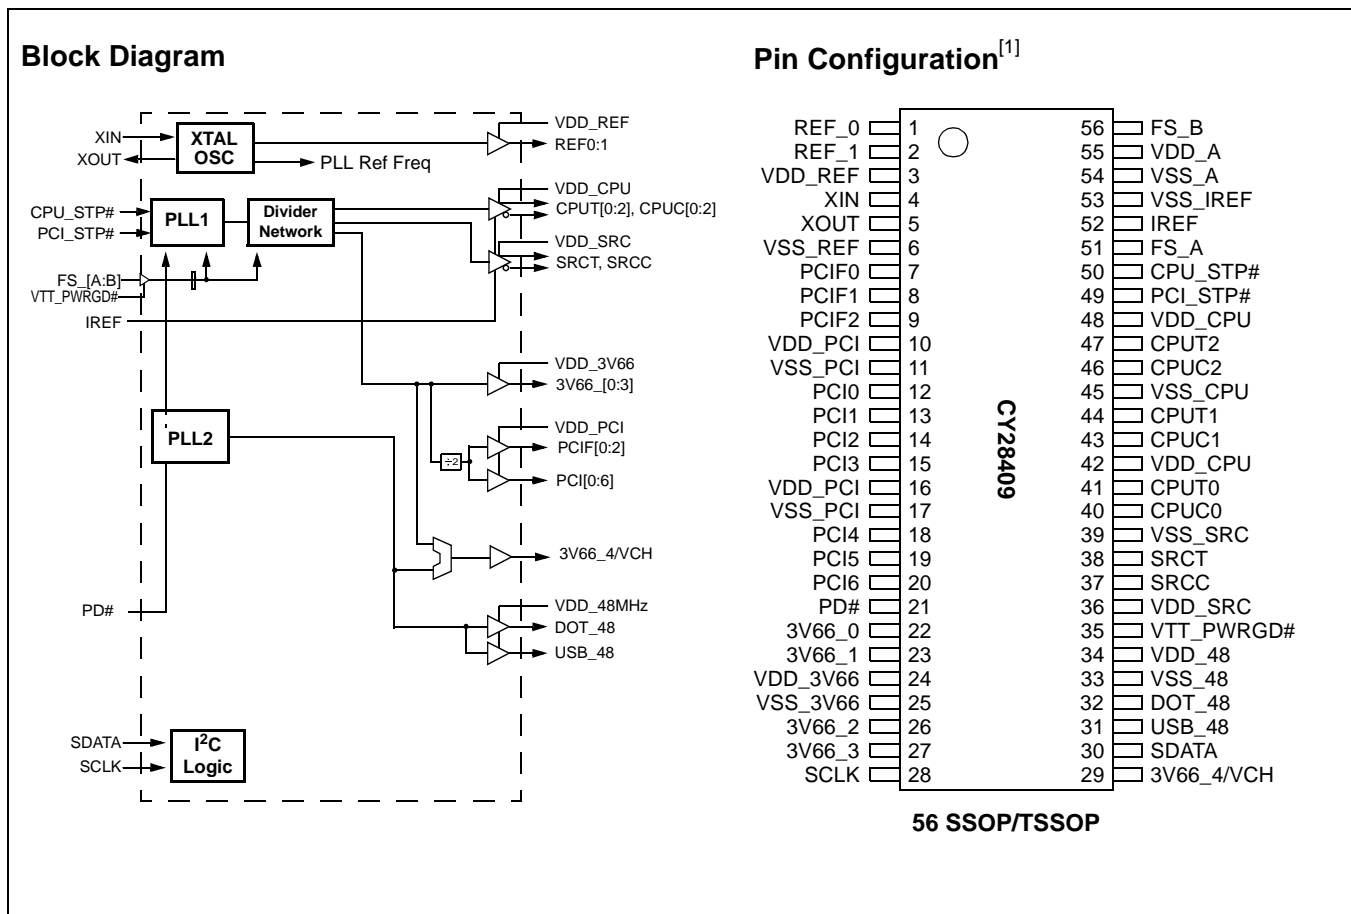 Block Diagram
XIN
XOUT
XTAL
OSC
PLL Ref Freq
VDD_REF
REF0:1
CPU_STP#
PCI_STP#
PLL1
Divider
Network
VDD_CPU
CPUT[0:2], CPUC[0:2]
VDD_SRC
SRCT, SRCC
FS_[A:B]
VTT_PWRGD#
IREF
VDD_3V66
3V66_[0:3]
PLL2
÷2
VDD_PCI
PCIF[0:2]
PCI[0:6]
3V66_4/VCH
PD#
VDD_48MHz
DOT_48
USB_48
SDATA
SCLK
I²C
Logic
Pin Configuration[1]
REF_0 1 56 FS_B
REF_1 2 55 VDD_A
VDD_REF 3 54 VSS_A
XIN 4 53 VSS_IREF
XOUT 5 52 IREF
VSS_REF 6 51 FS_A
PCIF0 7 50 CPU_STP#
PCIF1 8 49 PCI_STP#
PCIF2 9 48 VDD_CPU
VDD_PCI 10 47 CPUT2
VSS_PCI 11 46 CPUC2
PCI0 12 45 VSS_CPU
PCI1 13 44 CPUT1
PCI2 14 43 CPUC1
PCI3 15 42 VDD_CPU
VDD_PCI 16 41 CPUT0
VSS_PCI 17 40 CPUC0
PCI4 18 39 VSS_SRC
PCI5 19 38 SRCT
PCI6 20 37 SRCC
PD# 21 36 VDD_SRC
3V66_0 22 35 VTT_PWRGD#
3V66_1 23 34 VDD_48
VDD_3V66 24 33 VSS_48
VSS_3V66 25 32 DOT_48
3V66_2 26 31 USB_48
3V66_3 27 30 SDATA
SCLK 28 29 3V66_4/VCH
CY28409
56 SSOP/TSSOP